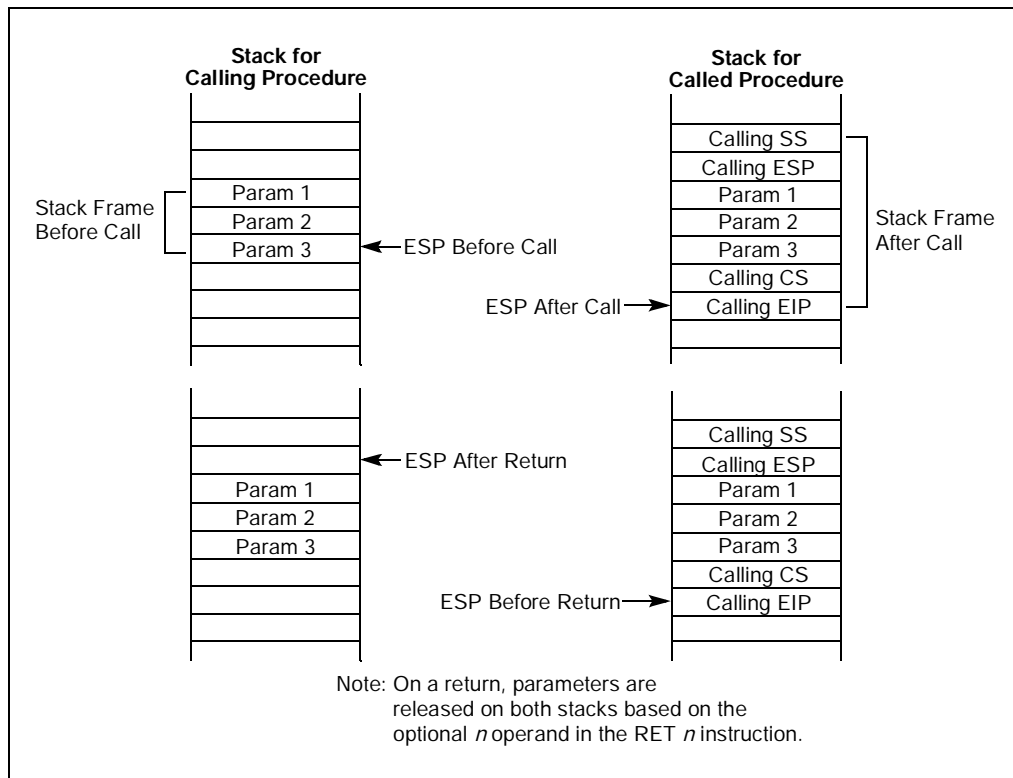 Stack for
Calling Procedure
Stack for
Called Procedure
Calling SS
Calling ESP
Param 1
Param 1
Stack Frame
Before Call
Param 2
Param 2
Stack Frame
After Call
Param 3
ESP Before Call
Param 3
Calling CS
ESP After Call
Calling EIP
Calling SS
ESP After Return
Calling ESP
Param 1
Param 1
Param 2
Param 2
Param 3
Param 3
Calling CS
ESP Before Return
Calling EIP
Note: On a return, parameters are
released on both stacks based on the
optional n operand in the RET n instruction.